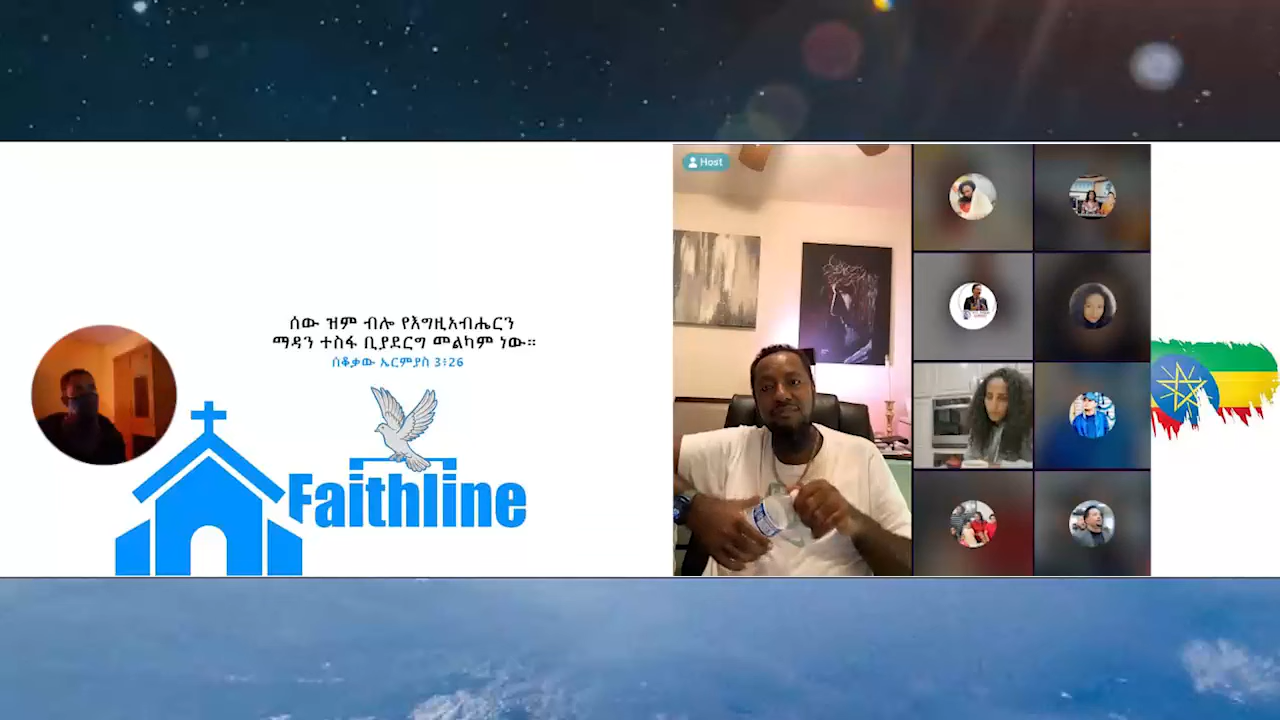 ሰው ዝም ብሎ የእግዚአብሔርን
ማዳን ተስፋ ቢያደርግ መልካም ነው።
ሰቆቃው ኤርምያስ 3፥26
Faithline
Host